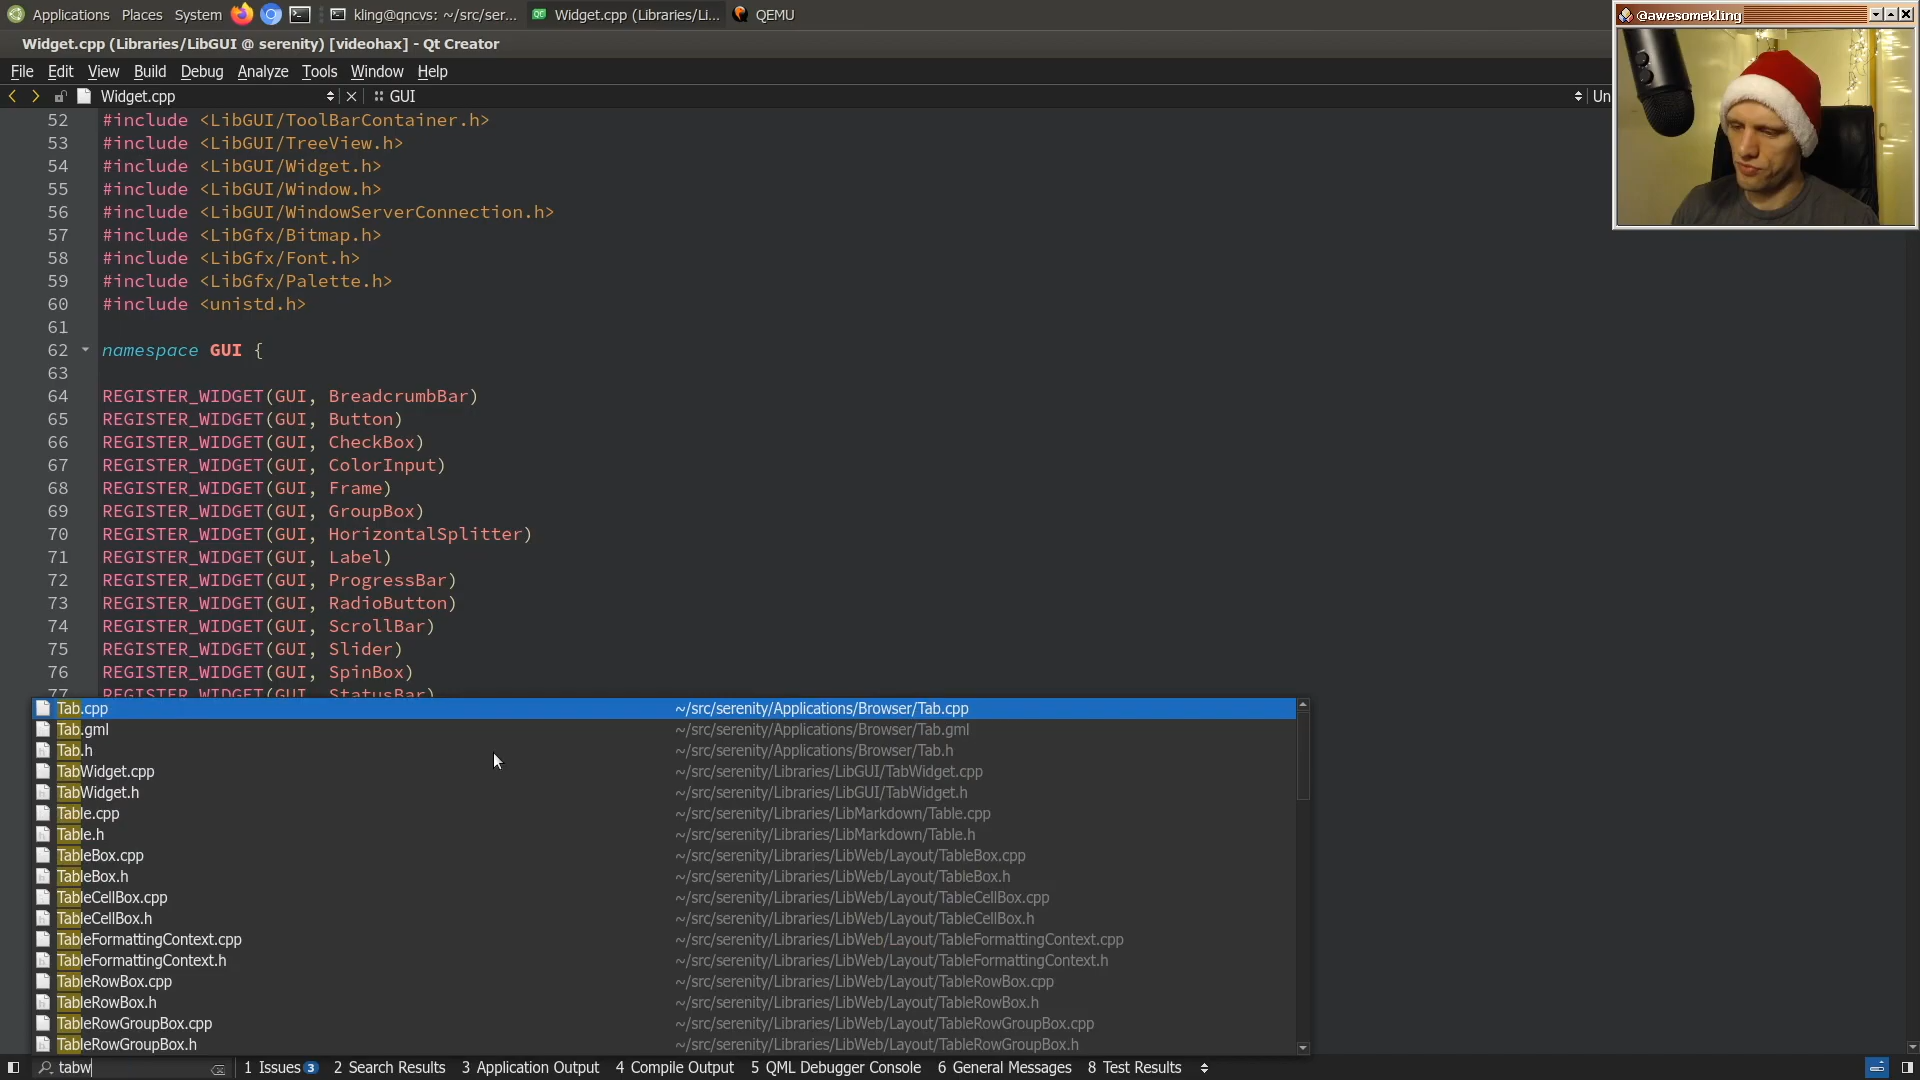 Applications Places System kling@qncvs: ~/src/ser... Widget.cpp (Libraries/Li... QEMU
@awesomekling
Widget.cpp (Libraries/LibGUI @ serenity) [videohax] - Qt Creator
File Edit View Build Debug Analyze Tools Window Help
Widget.cpp GUI Un
52 #include <LibGUI/ToolBarContainer.h>
53 #include <LibGUI/TreeView.h>
54 #include <LibGUI/Widget.h>
55 #include <LibGUI/Window.h>
56 #include <LibGUI/WindowServerConnection.h>
57 #include <LibGfx/Bitmap.h>
58 #include <LibGfx/Font.h>
59 #include <LibGfx/Palette.h>
60 #include <unistd.h>
61
62 namespace GUI {
63
64 REGISTER_WIDGET(GUI, BreadcrumbBar)
65 REGISTER_WIDGET(GUI, Button)
66 REGISTER_WIDGET(GUI, CheckBox)
67 REGISTER_WIDGET(GUI, ColorInput)
68 REGISTER_WIDGET(GUI, Frame)
69 REGISTER_WIDGET(GUI, GroupBox)
70 REGISTER_WIDGET(GUI, HorizontalSplitter)
71 REGISTER_WIDGET(GUI, Label)
72 REGISTER_WIDGET(GUI, ProgressBar)
73 REGISTER_WIDGET(GUI, RadioButton)
74 REGISTER_WIDGET(GUI, ScrollBar)
75 REGISTER_WIDGET(GUI, Slider)
76 REGISTER_WIDGET(GUI, SpinBox)
77 REGISTER_WIDGET(GUI, StatusBar)
Tab.cpp ~/src/serenity/Applications/Browser/Tab.cpp
Tab.gml ~/src/serenity/Applications/Browser/Tab.gml
Tab.h ~/src/serenity/Applications/Browser/Tab.h
TabWidget.cpp ~/src/serenity/Libraries/LibGUI/TabWidget.cpp
TabWidget.h ~/src/serenity/Libraries/LibGUI/TabWidget.h
Table.cpp ~/src/serenity/Libraries/LibMarkdown/Table.cpp
Table.h ~/src/serenity/Libraries/LibMarkdown/Table.h
TableBox.cpp ~/src/serenity/Libraries/LibWeb/Layout/TableBox.cpp
TableBox.h ~/src/serenity/Libraries/LibWeb/Layout/TableBox.h
TableCellBox.cpp ~/src/serenity/Libraries/LibWeb/Layout/TableCellBox.cpp
TableCellBox.h ~/src/serenity/Libraries/LibWeb/Layout/TableCellBox.h
TableFormattingContext.cpp ~/src/serenity/Libraries/LibWeb/Layout/TableFormattingContext.cpp
TableFormattingContext.h ~/src/serenity/Libraries/LibWeb/Layout/TableFormattingContext.h
TableRowBox.cpp ~/src/serenity/Libraries/LibWeb/Layout/TableRowBox.cpp
TableRowBox.h ~/src/serenity/Libraries/LibWeb/Layout/TableRowBox.h
TableRowGroupBox.cpp ~/src/serenity/Libraries/LibWeb/Layout/TableRowGroupBox.cpp
TableRowGroupBox.h ~/src/serenity/Libraries/LibWeb/Layout/TableRowGroupBox.h
tabw 1 Issues 3 2 Search Results 3 Application Output 4 Compile Output 5 QML Debugger Console 6 General Messages 8 Test Results